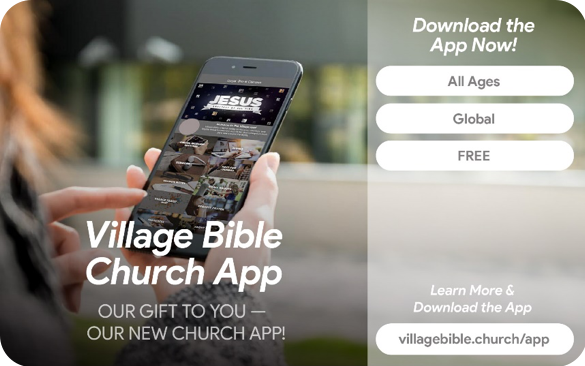 Download the
App Now!
All Ages
Global
FREE
JESUS
Village Bible
Church App
OUR GIFT TO YOU —
OUR NEW CHURCH APP!
Learn More &
Download the App
villagebible.church/app